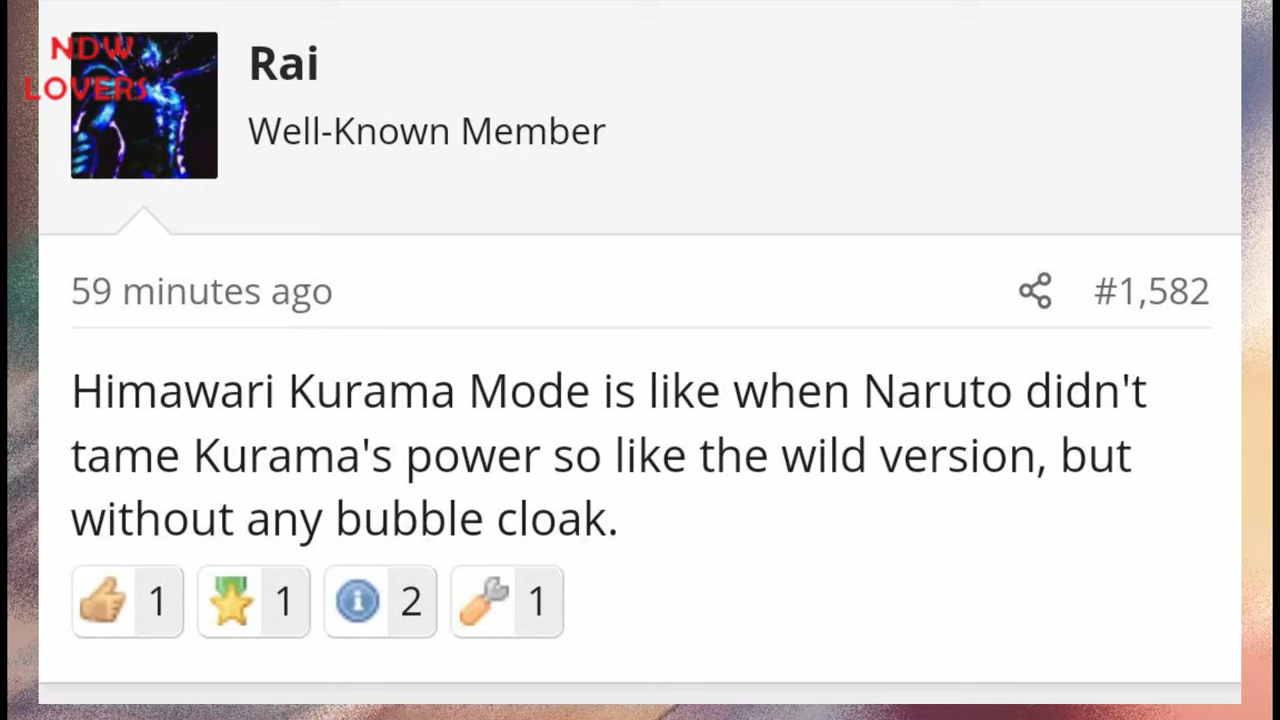 NDW
LOVERS
Rai
Well-Known Member
59 minutes ago
#1,582
Himawari Kurama Mode is like when Naruto didn't
tame Kurama's power so like the wild version, but
without any bubble cloak.
1 1 i 2 1